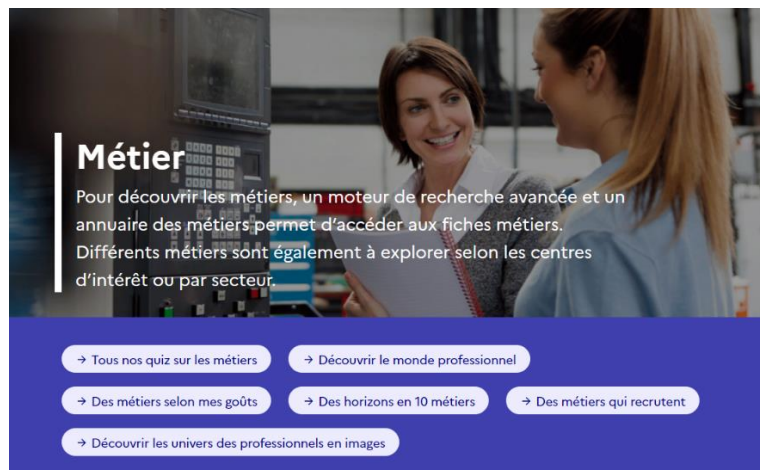 Métier
Pour découvrir les métiers, un moteur de recherche avancée et un
annuaire des métiers permet d’accéder aux fiches métiers.
Différents métiers sont également à explorer selon les centres
d’intérêt ou par secteur.
→ Tous nos quiz sur les métiers
→ Découvrir le monde professionnel
→ Des métiers selon mes goûts
→ Des horizons en 10 métiers
→ Des métiers qui recrutent
→ Découvrir les univers des professionnels en images